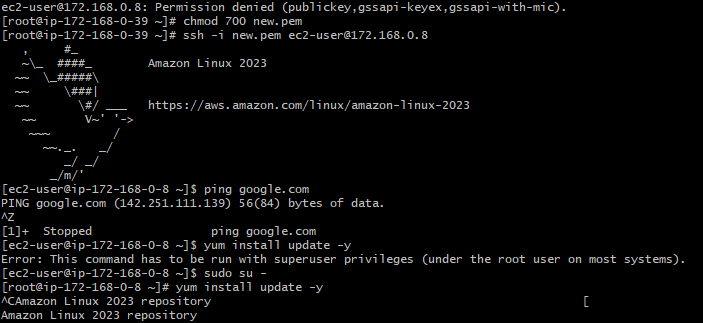 ec2-user@172.168.0.8: Permission denied (publickey,gssapi-keyex,gssapi-with-mic).
[root@ip-172-168-0-39 ~]# chmod 700 new.pem
[root@ip-172-168-0-39 ~]# ssh -i new.pem ec2-user@172.168.0.8
   ,     #_
   ~\_  ####_        Amazon Linux 2023
  ~~  \_#####\
  ~~     \###|
  ~~       \#/ ___   https://aws.amazon.com/linux/amazon-linux-2023
   ~~       V~' '->
    ~~~         /
      ~~._.   _/
         _/ _/
       _/m/'
[ec2-user@ip-172-168-0-8 ~]$ ping google.com
PING google.com (142.251.111.139) 56(84) bytes of data.
^Z
[1]+  Stopped                 ping google.com
[ec2-user@ip-172-168-0-8 ~]$ yum install update -y
Error: This command has to be run with superuser privileges (under the root user on most systems).
[ec2-user@ip-172-168-0-8 ~]$ sudo su -
[root@ip-172-168-0-8 ~]# yum install update -y
^CAmazon Linux 2023 repository                                                  [
Amazon Linux 2023 repository